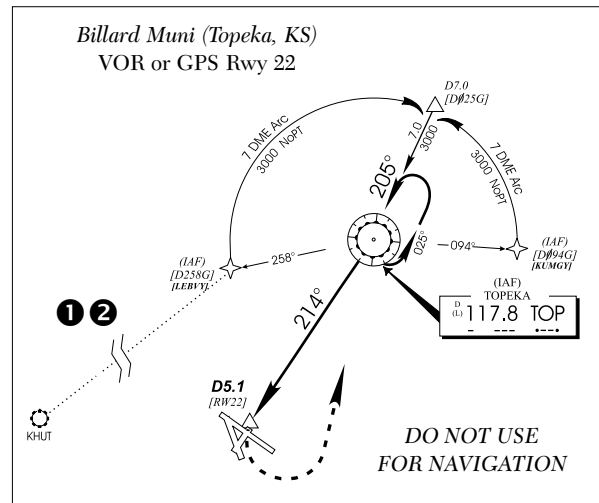 Billard Muni (Topeka, KS)
VOR or GPS Rwy 22
D7.0
[DØ25G]
7 DME Arc
3000 NoPT
7.0
3000
7 DME Arc
3000 NoPT
205°
025°
(IAF)
[D258G]
[LEBVY]
258°
094°
(IAF)
[DØ94G]
[KUMGY]
(IAF)
TOPEKA
D
(L) 117.8 TOP
❶ ❷
214°
KHUT
D5.1
[RW22]
DO NOT USE
FOR NAVIGATION